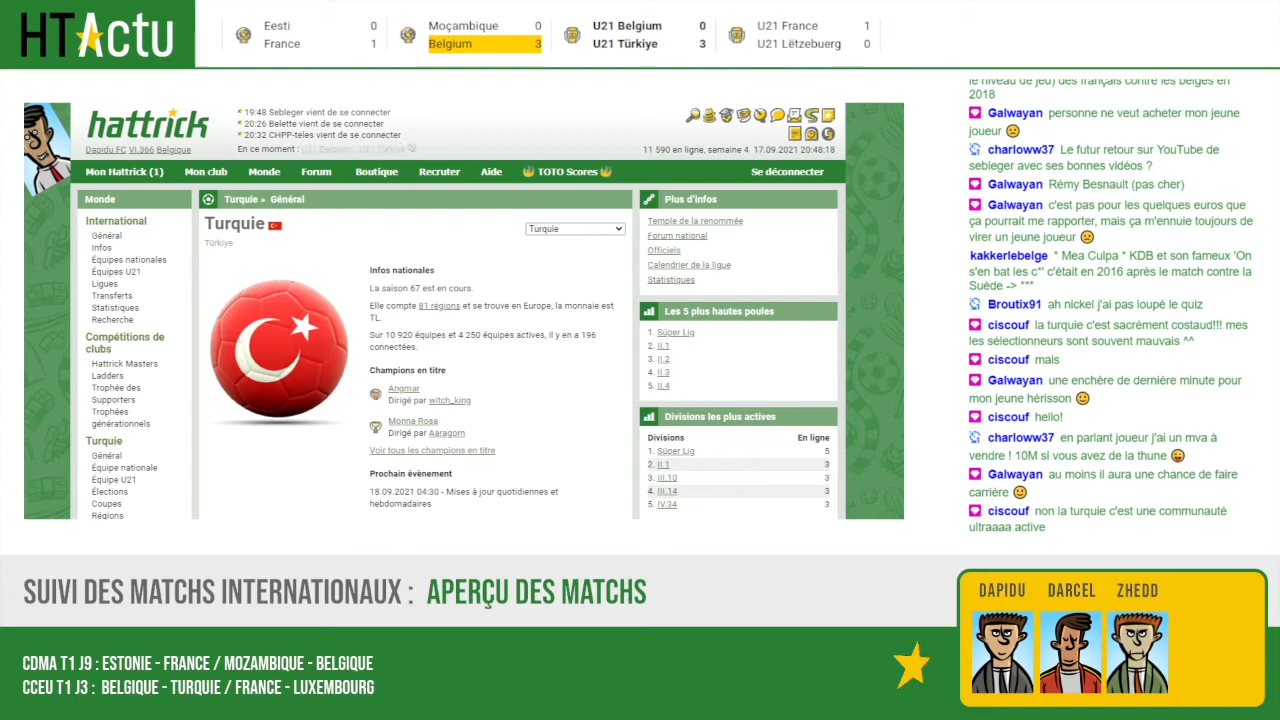 HTActu
Eesti 0
France 1
Moçambique 0
Belgium 3
U21 Belgium 0
U21 Türkiye 3
U21 France 1
U21 Lëtzebuerg 0
hattrick
Dapidu FC VI.366 Belgique
19:48 Sebleger vient de se connecter
20:26 Belette vient de se connecter
20:32 CHPP-teles vient de se connecter
En ce moment : U21 Belgium U21 Türkiye
11 590 en ligne, semaine 4 17.09.2021 20:48:18
Mon Hattrick (1) Mon club Monde Forum Boutique Recruter Aide TOTO Scores Se déconnecter
Monde
International
Général
Infos
Équipes nationales
Équipes U21
Ligues
Transferts
Statistiques
Recherche
Compétitions de
clubs
Hattrick Masters
Ladders
Trophée des
Supporters
Trophées
générationnels
Turquie
Général
Équipe nationale
Équipe U21
Élections
Coupes
Régions
Turquie » Général
Turquie
Türkiye
Turquie
Infos nationales
La saison 67 est en cours.
Elle compte 81 régions et se trouve en Europe, la monnaie est
TL.
Sur 10 920 équipes et 4 250 équipes actives, il y en a 196
connectées.
Champions en titre
Angmar
Dirigé par witch_king
Monna Rosa
Dirigé par Aaragorn
Voir tous les champions en titre
Prochain évènement
18.09.2021 04:30 - Mises à jour quotidiennes et
hebdomadaires
Plus d'infos
Temple de la renommée
Forum national
Officiels
Calendrier de la ligue
Statistiques
Les 5 plus hautes poules
1. Süper Lig
2. II.1
3. II.2
4. II.3
5. II.4
Divisions les plus actives
Divisions En ligne
1. Süper Lig 5
2. II.1 3
3. III.10 3
4. III.14 3
5. IV.34 3
le niveau de jeu) des français contre les belges en
2018
Galwayan personne ne veut acheter mon jeune
joueur
charloww37 Le futur retour sur YouTube de
sebleger avec ses bonnes vidéos ?
Galwayan Rémy Besnault (pas cher)
Galwayan c'est pas pour les quelques euros que
ça pourrait me rapporter, mais ça m'ennuie toujours de
virer un jeune joueur
kakkerlebelge * Mea Culpa * KDB et son fameux 'On
s'en bat les c*' c'était en 2016 après le match contre la
Suède -> ***
Broutix91 ah nickel j'ai pas loupé le quiz
ciscouf la turquie c'est sacrément costaud!!! mes
les sélectionneurs sont souvent mauvais ^^
ciscouf mais
Galwayan une enchère de dernière minute pour
mon jeune hérisson
ciscouf hello!
charloww37 en parlant joueur j'ai un mva à
vendre ! 10M si vous avez de la thune
Galwayan au moins il aura une chance de faire
carrière
ciscouf non la turquie c'est une communauté
ultraaaa active
SUIVI DES MATCHS INTERNATIONAUX : APERÇU DES MATCHS
DAPIDU DARCEL ZHEDD
CDMA T1 J9 : ESTONIE - FRANCE / MOZAMBIQUE - BELGIQUE
CCEU T1 J3 : BELGIQUE - TURQUIE / FRANCE - LUXEMBOURG